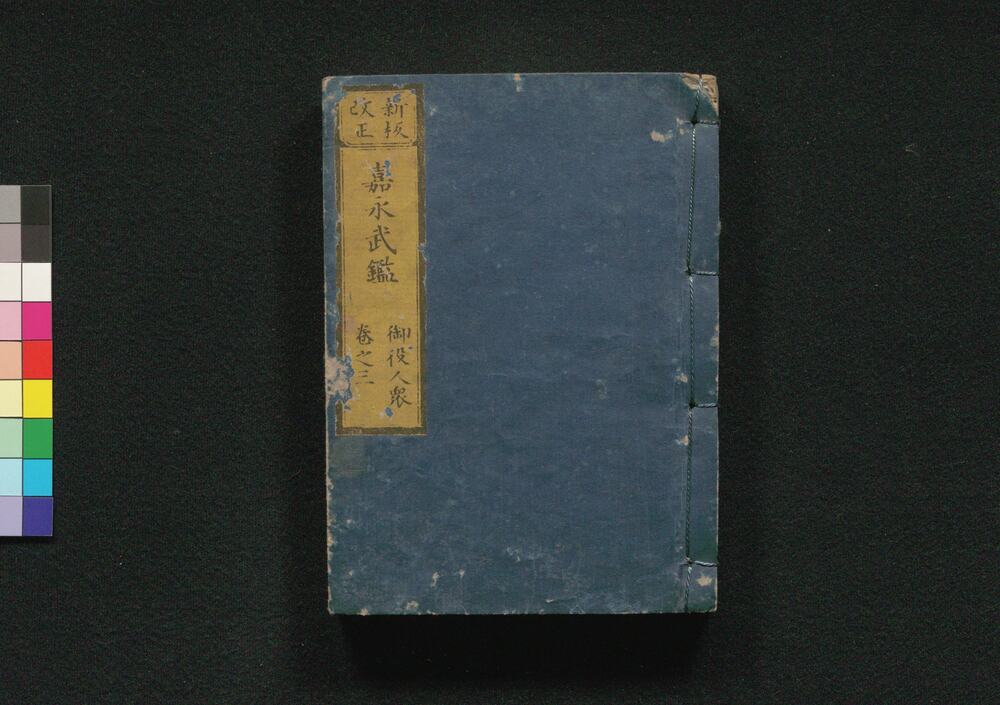 新板
改正
嘉永武鑑
御役人衆
巻之三